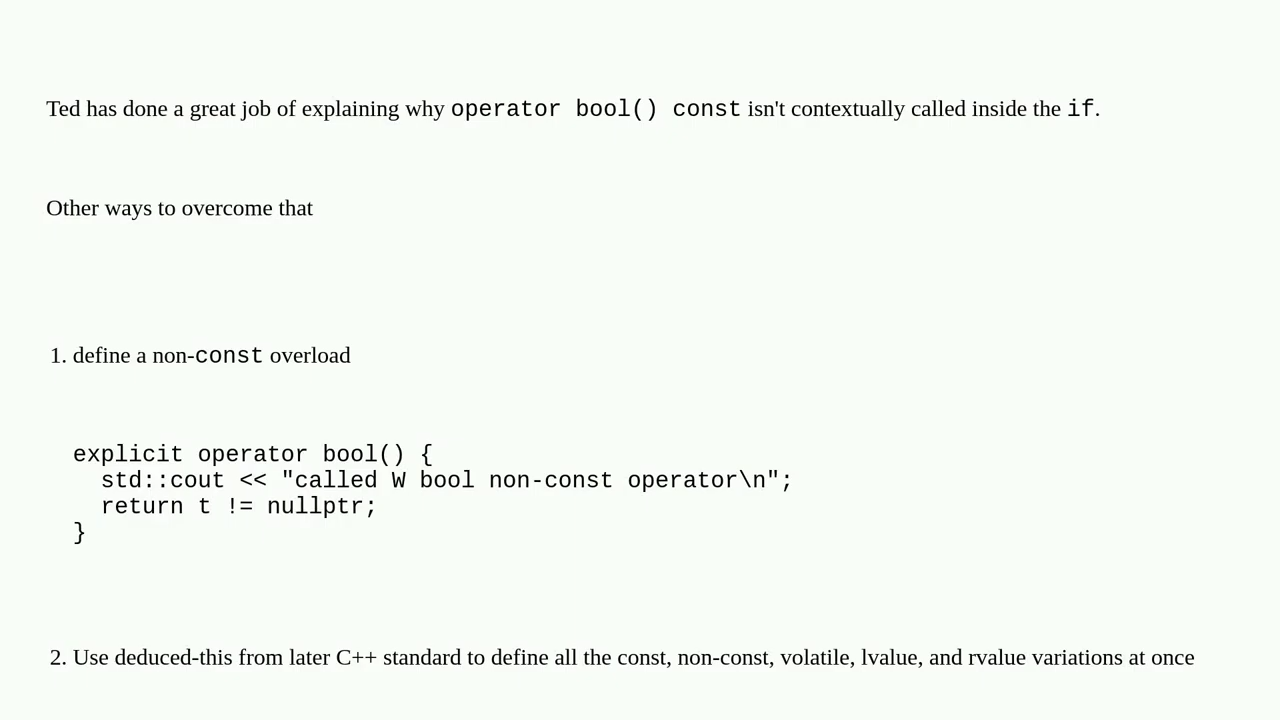 Ted has done a great job of explaining why operator bool() const isn't contextually called inside the if.
Other ways to overcome that
1. define a non-const overload
explicit operator bool() {
  std::cout << "called W bool non-const operator\n";
  return t != nullptr;
}
2. Use deduced-this from later C++ standard to define all the const, non-const, volatile, lvalue, and rvalue variations at once